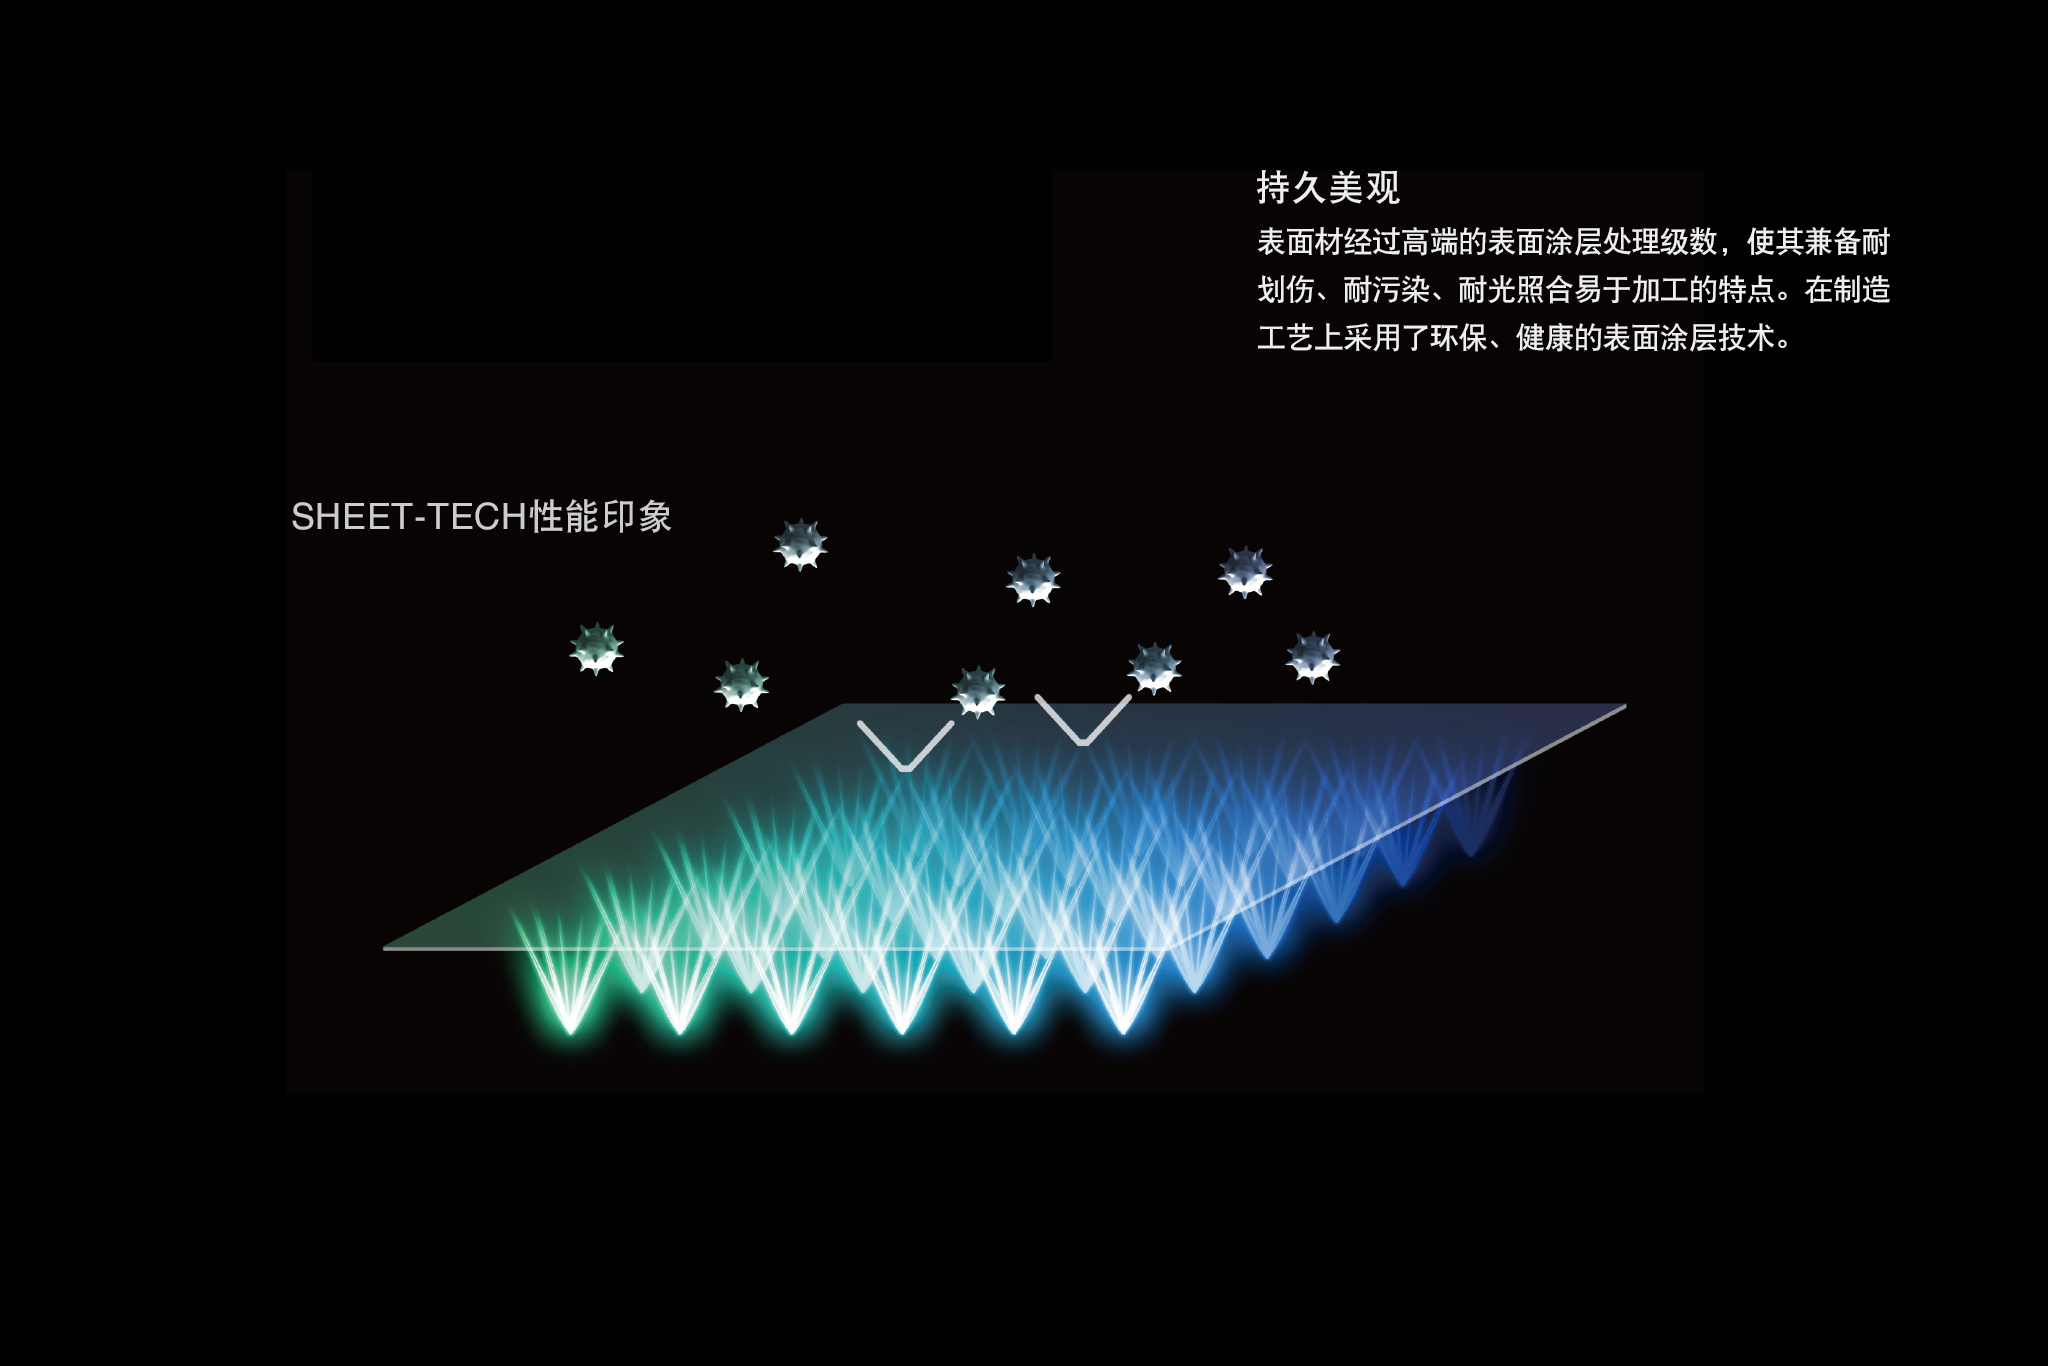 持久美观
表面材经过高端的表面涂层处理级数，使其兼备耐
划伤、耐污染、耐光照合易于加工的特点。在制造
工艺上采用了环保、健康的表面涂层技术。
SHEET-TECH性能印象